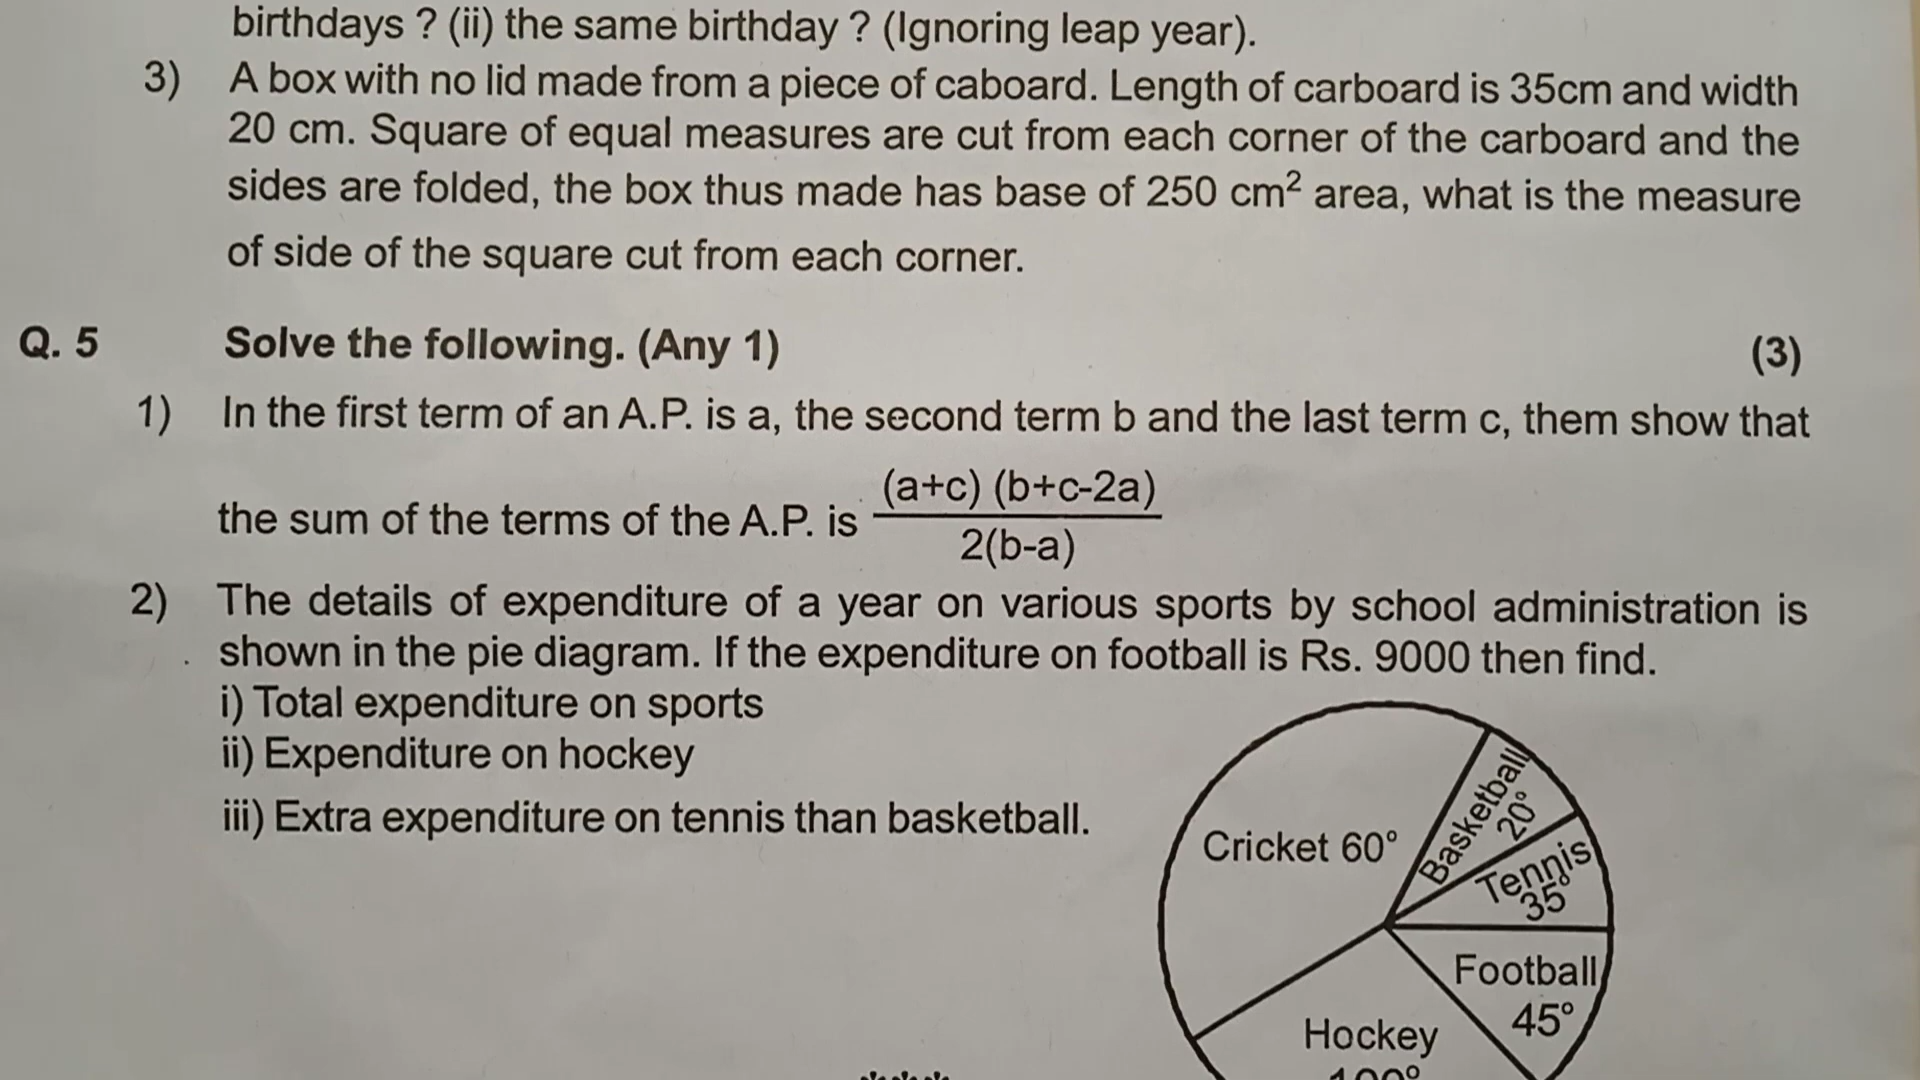 birthdays ? (ii) the same birthday ? (Ignoring leap year).
3) A box with no lid made from a piece of caboard. Length of carboard is 35cm and width
20 cm. Square of equal measures are cut from each corner of the carboard and the
sides are folded, the box thus made has base of 250 cm² area, what is the measure
of side of the square cut from each corner.
Q. 5 Solve the following. (Any 1) (3)
1) In the first term of an A.P. is a, the second term b and the last term c, them show that
the sum of the terms of the A.P. is (a+c) (b+c-2a)
2(b-a)
2) The details of expenditure of a year on various sports by school administration is
shown in the pie diagram. If the expenditure on football is Rs. 9000 then find.
i) Total expenditure on sports
ii) Expenditure on hockey
iii) Extra expenditure on tennis than basketball.
Cricket 60°
Basketball
20°
Tennis
35°
Football
45°
Hockey